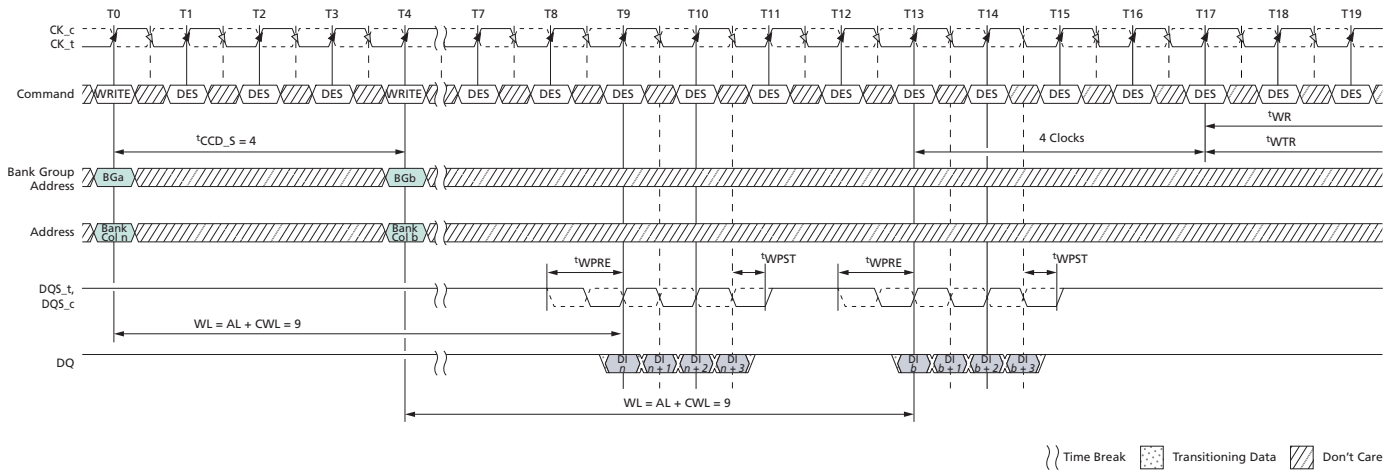 T0 T1 T2 T3 T4 T7 T8 T9 T10 T11 T12 T13 T14 T15 T16 T17 T18 T19
CK_c
CK_t
Command WRITE DES DES DES WRITE DES DES DES DES DES DES DES DES DES DES DES DES DES
tWR
tCCD_S = 4 4 Clocks tWTR
Bank Group
Address BGa BGb
Address Bank
Col n Bank
Col b
tWPRE tWPST tWPRE tWPST
DQS_t,
DQS_c
WL = AL + CWL = 9
DQ DI
n DI
n + 1 DI
n + 2 DI
n + 3 DI
b DI
b + 1 DI
b + 2 DI
b + 3
WL = AL + CWL = 9
Time Break Transitioning Data Don't Care